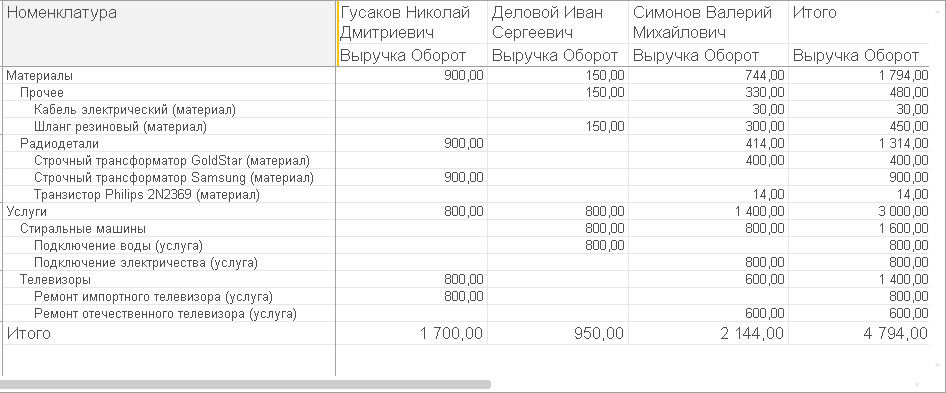 Номенклатура Гусаков Николай Деловой Иван Симонов Валерий Итого
Дмитриевич Сергеевич Михайлович
Выручка Оборот Выручка Оборот Выручка Оборот Выручка Оборот
Материалы 900,00 150,00 744,00 1 794,00
Прочее 150,00 330,00 480,00
Кабель электрический (материал) 30,00 30,00
Шланг резиновый (материал) 150,00 300,00 450,00
Радиодетали 900,00 414,00 1 314,00
Строчный трансформатор GoldStar (материал) 400,00 400,00
Строчный трансформатор Samsung (материал) 900,00 900,00
Транзистор Philips 2N2369 (материал) 14,00 14,00
Услуги 800,00 800,00 1 400,00 3 000,00
Стиральные машины 800,00 800,00 1 600,00
Подключение воды (услуга) 800,00 800,00
Подключение электричества (услуга) 800,00 800,00
Телевизоры 800,00 600,00 1 400,00
Ремонт импортного телевизора (услуга) 800,00 800,00
Ремонт отечественного телевизора (услуга) 600,00 600,00
Итого 1 700,00 950,00 2 144,00 4 794,00